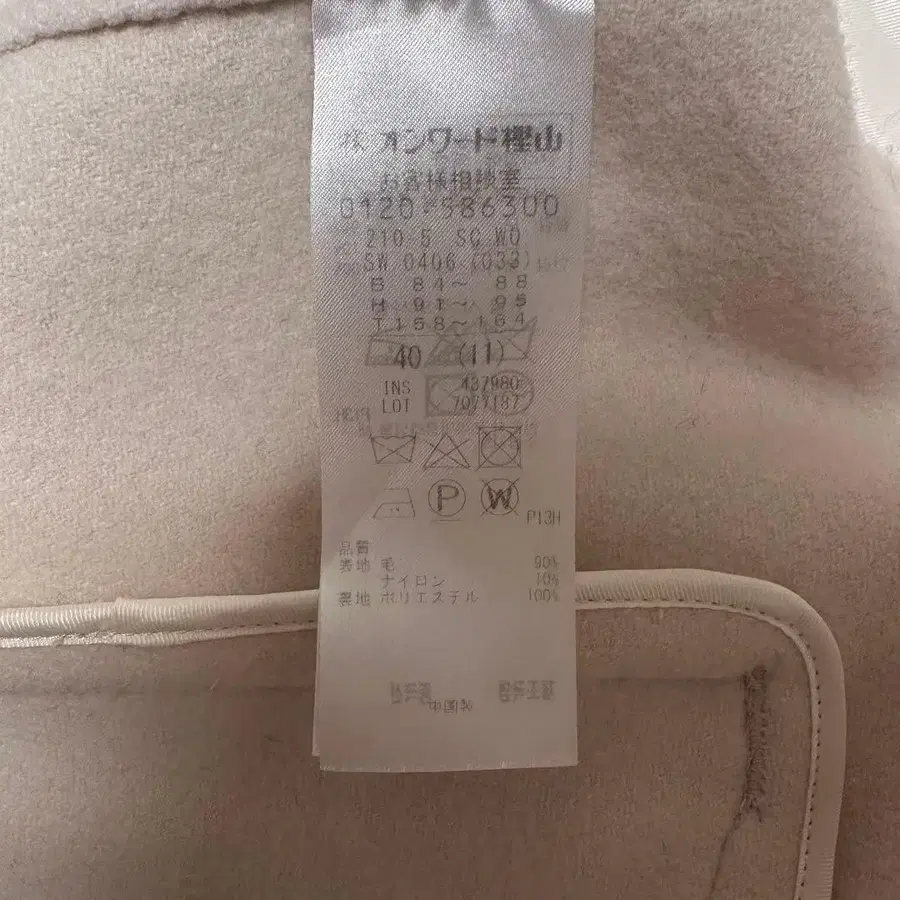 ㈱ オンワード樫山
お客様相談室
0120-586300
210-5 SC WO
SW 0406 (033)
B 84～ 88
H 91～ 95
T158～164
40 (11)
INS 437980
LOT 7077187
P
W
P13H
品質
表地 毛 90%
ナイロン 10%
裏地 ポリエステル 100%
中国製